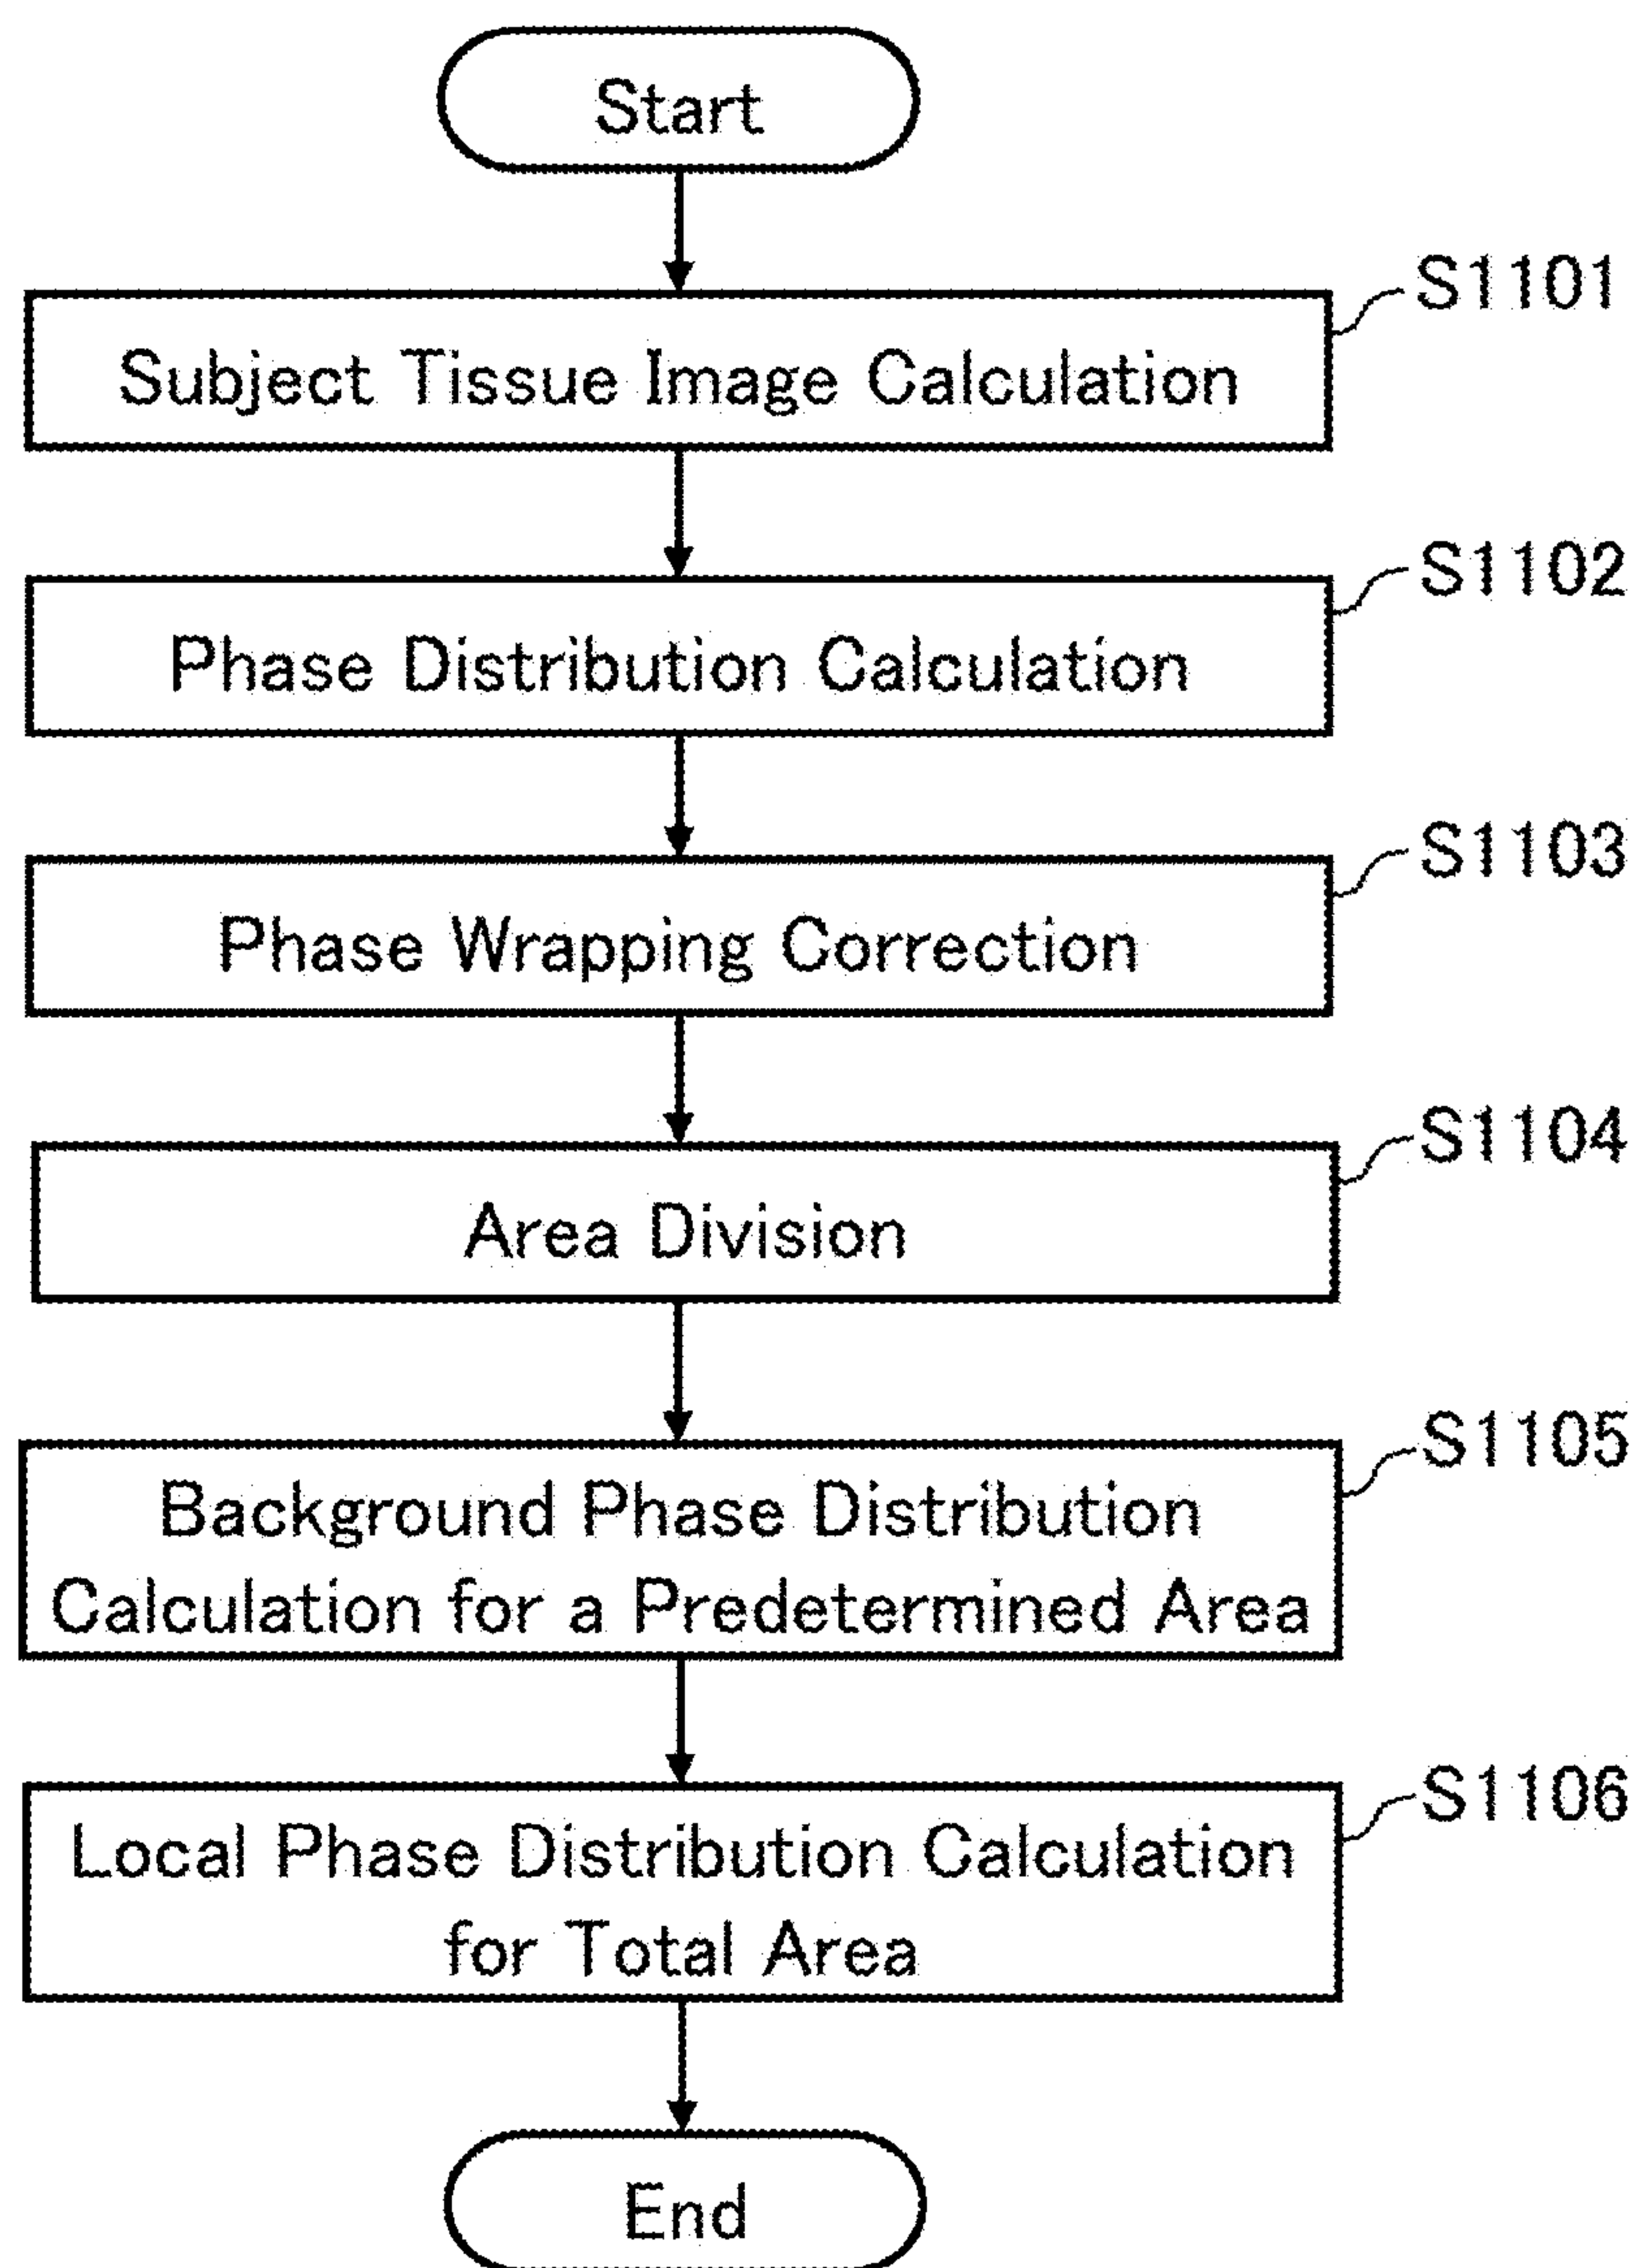 Start
S1101
Subject Tissue Image Calculation
S1102
Phase Distribution Calculation
S1103
Phase Wrapping Correction
S1104
Area Division
S1105
Background Phase Distribution
Calculation for a Predetermined Area
S1106
Local Phase Distribution Calculation
for Total Area
End